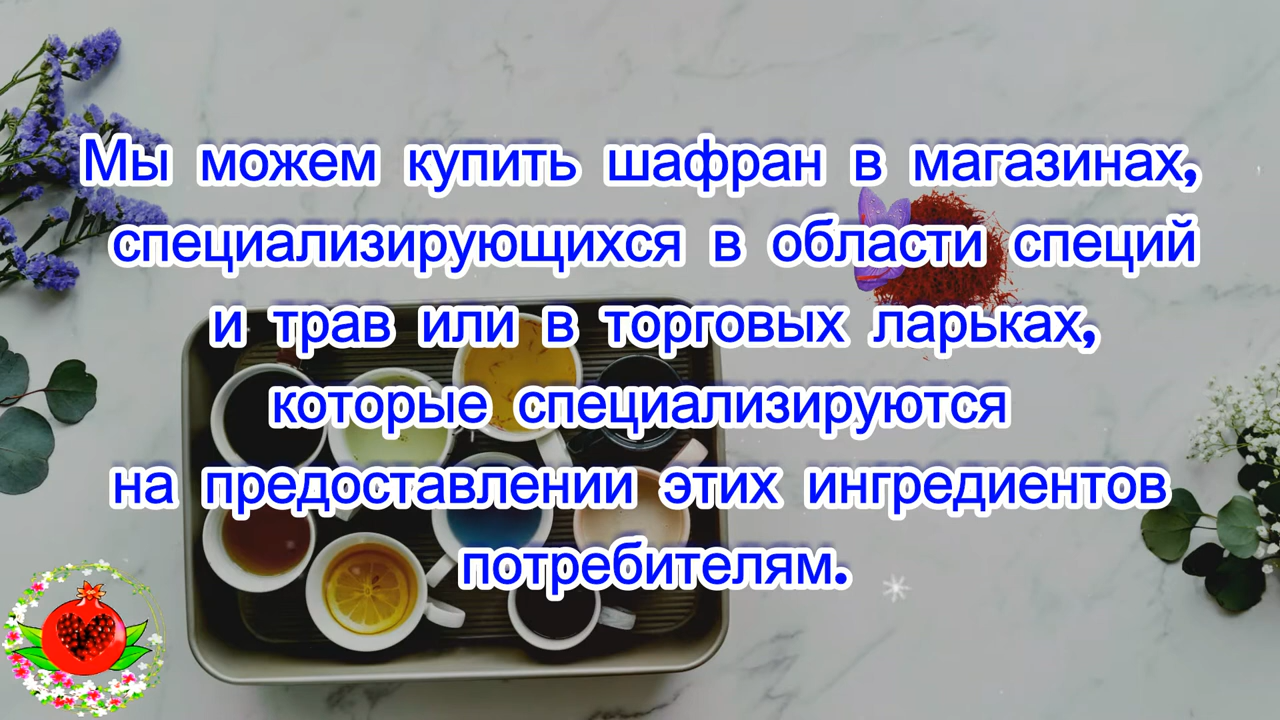 Мы можем купить шафран в магазинах,
специализирующихся в области специй
и трав или в торговых ларьках,
которые специализируются
на предоставлении этих ингредиентов
потребителям.